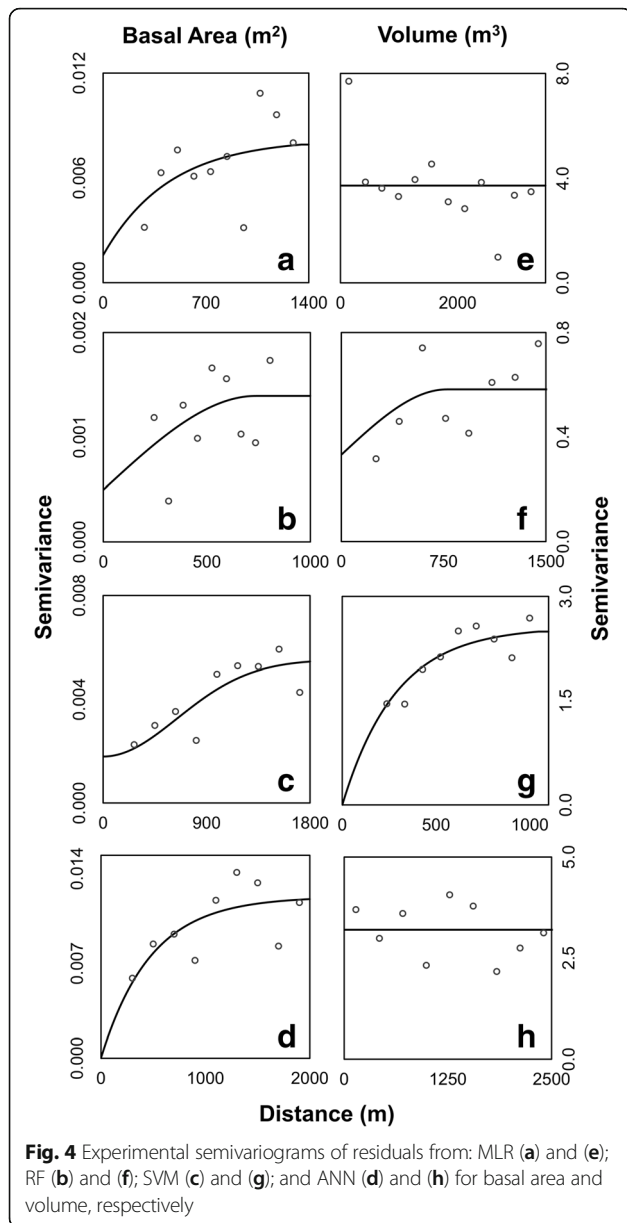 Basal Area (m²)
Volume (m³)
0.012
0.006
0.000
a
0
700
1400
8.0
4.0
0.0
e
0
2000
0.002
0.001
0.000
b
0
500
1000
0.8
0.4
0.0
f
0
750
1500
Semivariance
Semivariance
0.008
0.004
0.000
c
0
900
1800
3.0
1.5
0.0
g
0
500
1000
0.014
0.007
0.000
d
0
1000
2000
5.0
2.5
0.0
h
0
1250
2500
Distance (m)
Fig. 4 Experimental semivariograms of residuals from: MLR (a) and (e);
RF (b) and (f); SVM (c) and (g); and ANN (d) and (h) for basal area and
volume, respectively